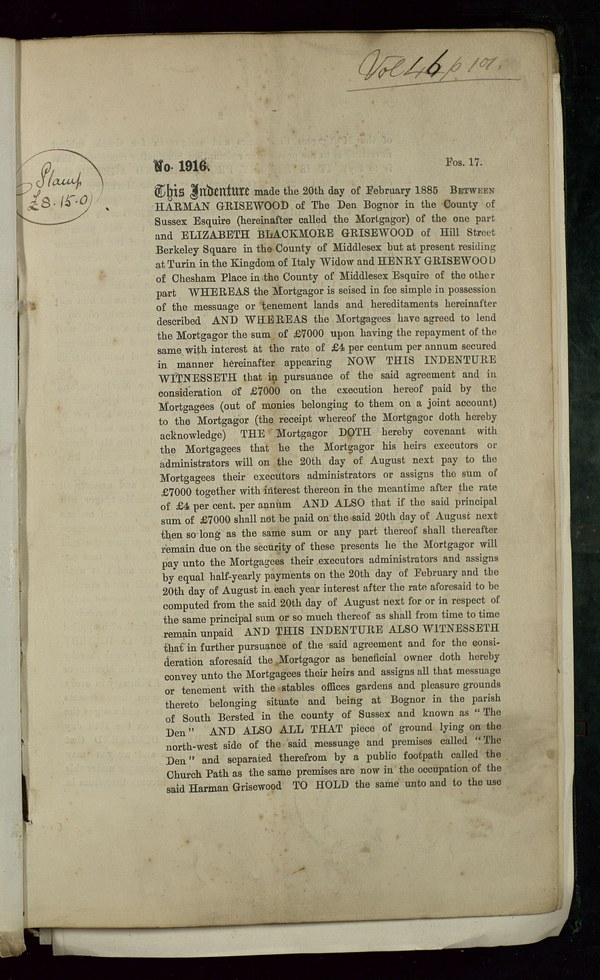 Vol 46 p. 19.
No. 1916.
Fos. 17.
Stamp
£8.15.0
This Indenture made the 20th day of February 1885 BETWEEN
HARMAN GRISEWOOD of The Den Bognor in the County of
Sussex Esquire (hereinafter called the Mortgagor) of the one part
and ELIZABETH BLACKMORE GRISEWOOD of Hill Street
Berkeley Square in the County of Middlesex but at present residing
at Turin in the Kingdom of Italy Widow and HENRY GRISEWOOD
of Chesham Place in the County of Middlesex Esquire of the other
part WHEREAS the Mortgagor is seised in fee simple in possession
of the messuage or tenement lands and hereditaments hereinafter
described AND WHEREAS the Mortgagees have agreed to lend
the Mortgagor the sum of £7000 upon having the repayment of the
same with interest at the rate of £4 per centum per annum secured
in manner hereinafter appearing NOW THIS INDENTURE
WITNESSETH that in pursuance of the said agreement and in
consideration of £7000 on the execution hereof paid by the
Mortgagees (out of monies belonging to them on a joint account)
to the Mortgagor (the receipt whereof the Mortgagor doth hereby
acknowledge) THE Mortgagor DOTH hereby covenant with
the Mortgagees that he the Mortgagor his heirs executors or
administrators will on the 20th day of August next pay to the
Mortgagees their executors administrators or assigns the sum of
£7000 together with interest thereon in the meantime after the rate
of £4 per cent. per annum AND ALSO that if the said principal
sum of £7000 shall not be paid on the said 20th day of August next
then so long as the same sum or any part thereof shall thereafter
remain due on the security of these presents he the Mortgagor will
pay unto the Mortgagees their executors administrators and assigns
by equal half-yearly payments on the 20th day of February and the
20th day of August in each year interest after the rate aforesaid to be
computed from the said 20th day of August next for or in respect of
the same principal sum or so much thereof as shall from time to time
remain unpaid AND THIS INDENTURE ALSO WITNESSETH
that in further pursuance of the said agreement and for the consi-
deration aforesaid the Mortgagor as beneficial owner doth hereby
convey unto the Mortgagees their heirs and assigns all that messuage
or tenement with the stables offices gardens and pleasure grounds
thereto belonging situate and being at Bognor in the parish
of South Bersted in the county of Sussex and known as "The
Den" AND ALSO ALL THAT piece of ground lying on the
north-west side of the said messuage and premises called "The
Den" and separated therefrom by a public footpath called the
Church Path as the same premises are now in the occupation of the
said Harman Grisewood TO HOLD the same unto and to the use